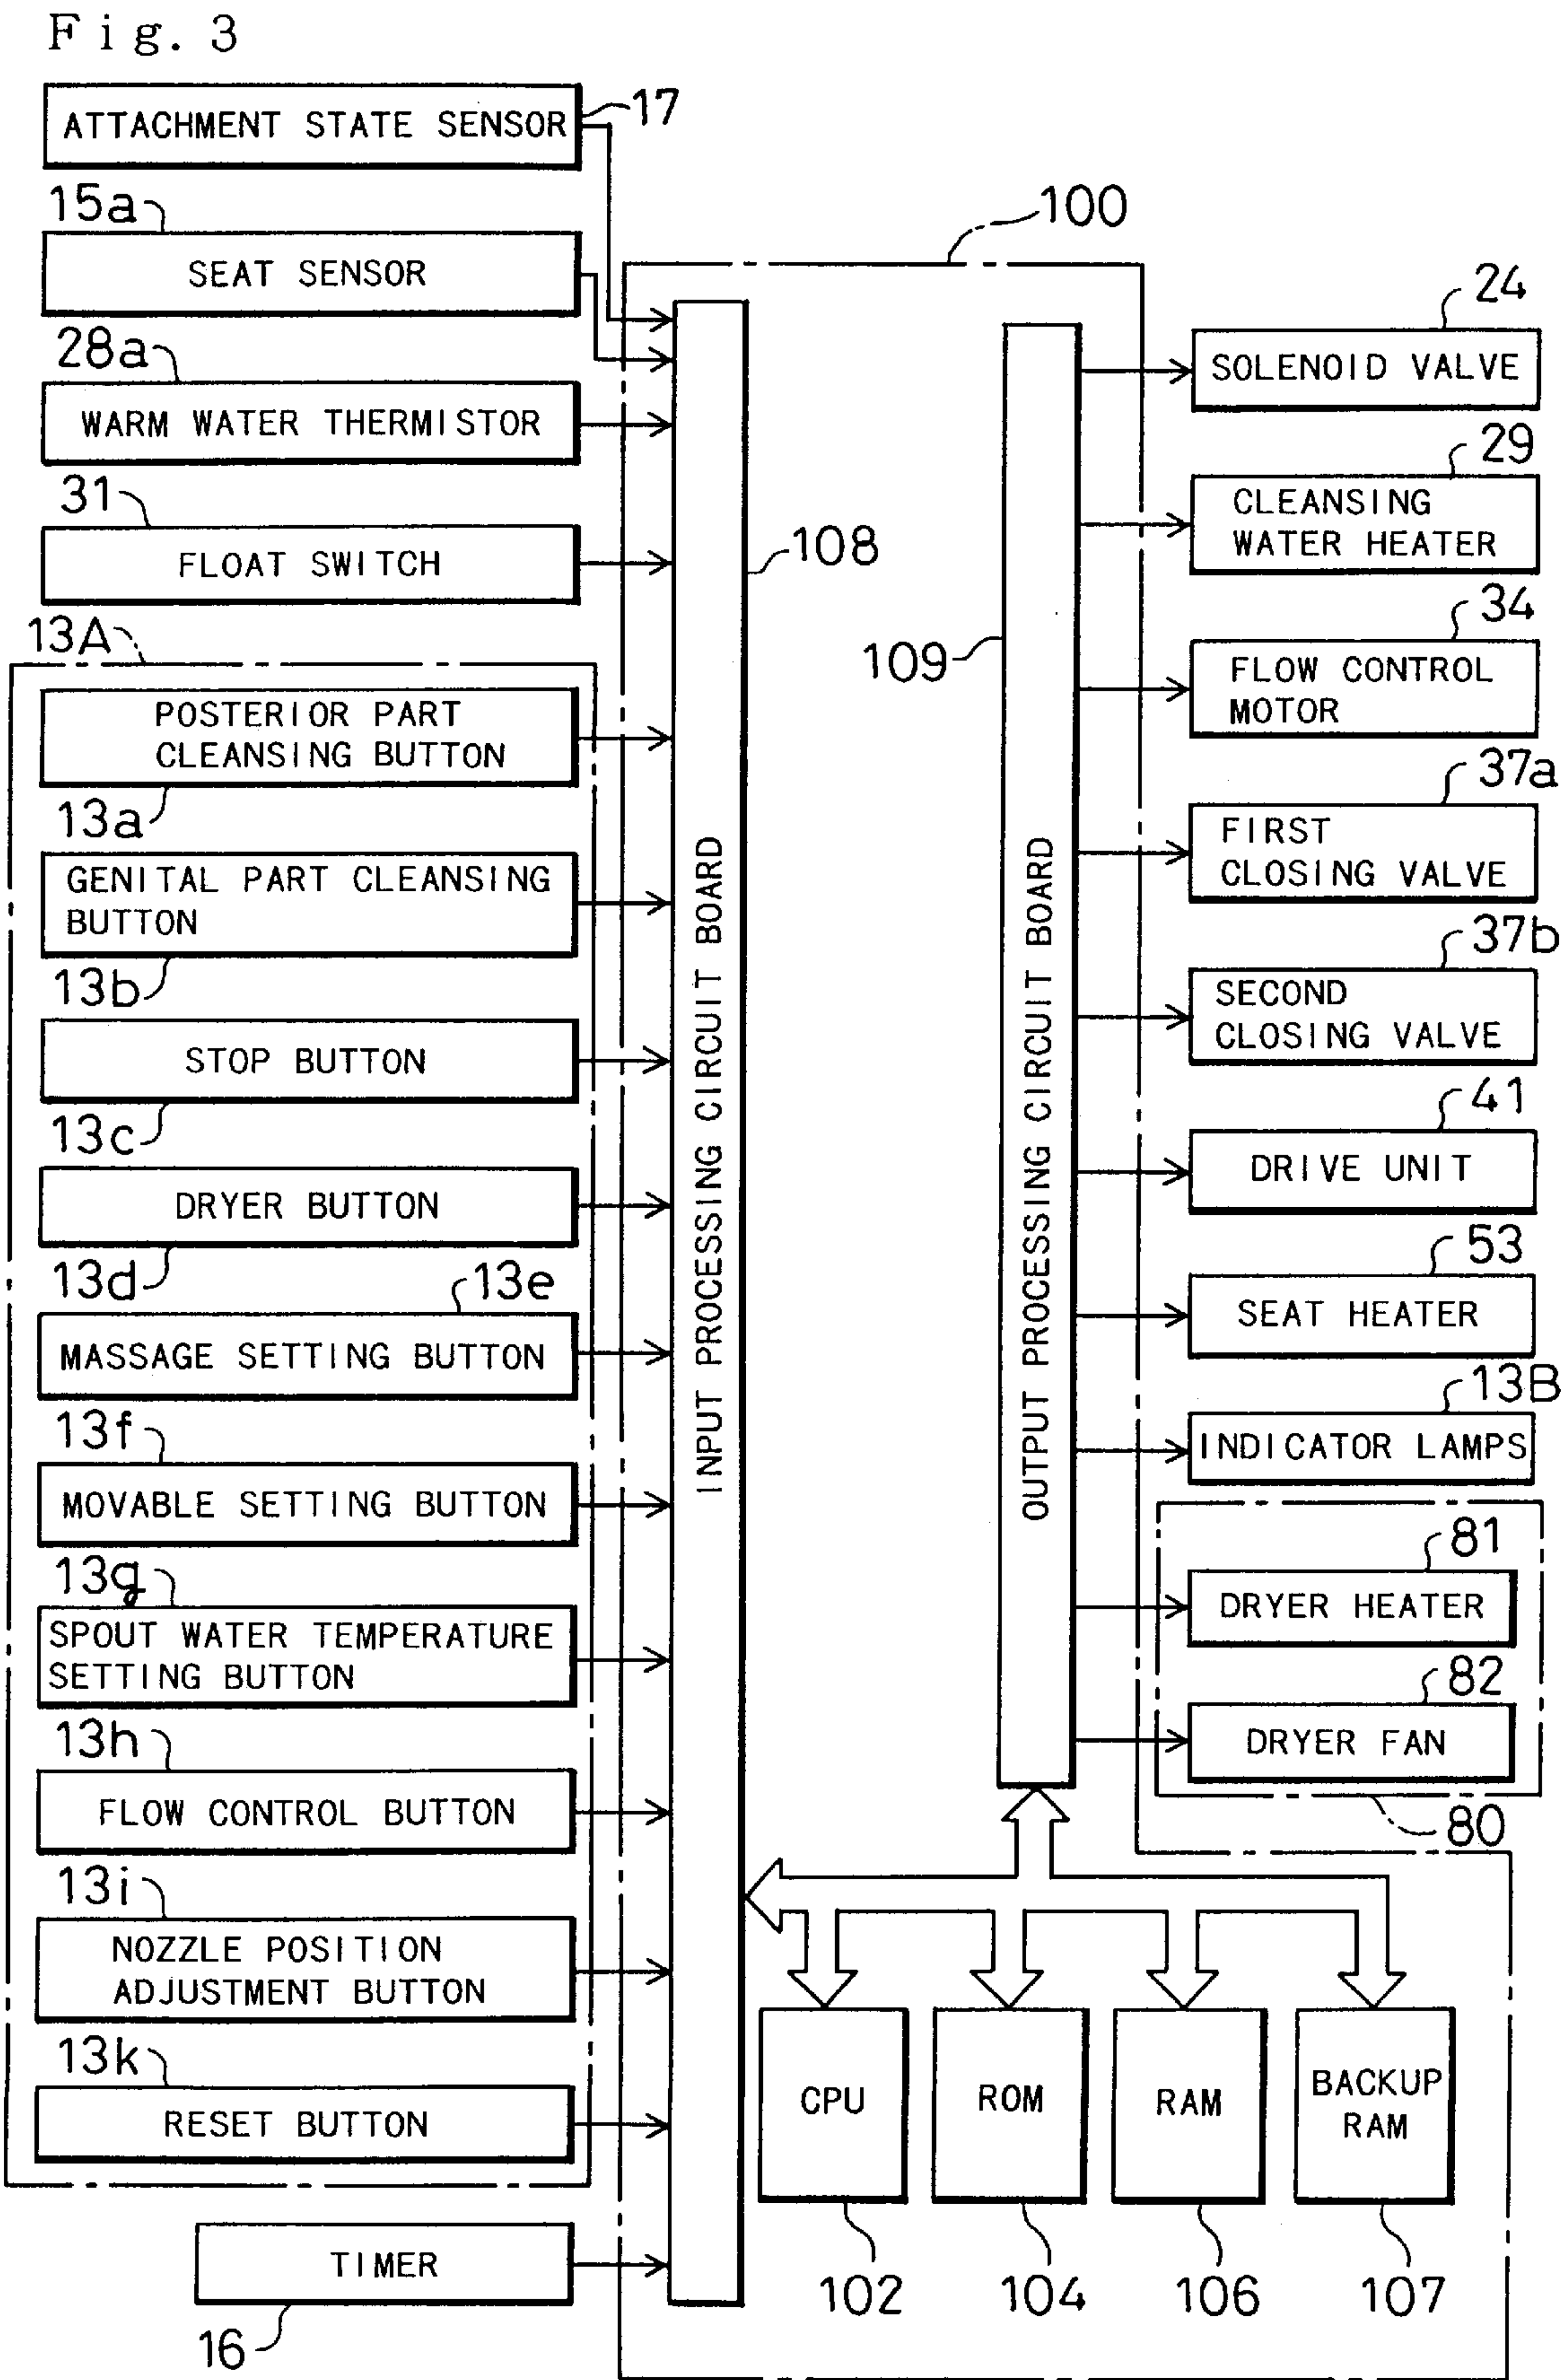 Fig. 3
ATTACHMENT STATE SENSOR
17
15a
SEAT SENSOR
28a
WARM WATER THERMISTOR
31
FLOAT SWITCH
13A
POSTERIOR PART
CLEANSING BUTTON
13a
GENITAL PART CLEANSING
BUTTON
13b
STOP BUTTON
13c
DRYER BUTTON
13d
13e
MASSAGE SETTING BUTTON
13f
MOVABLE SETTING BUTTON
13g
SPOUT WATER TEMPERATURE
SETTING BUTTON
13h
FLOW CONTROL BUTTON
13i
NOZZLE POSITION
ADJUSTMENT BUTTON
13k
RESET BUTTON
TIMER
16
100
INPUT PROCESSING CIRCUIT BOARD
108
109
OUTPUT PROCESSING CIRCUIT BOARD
24
SOLENOID VALVE
29
CLEANSING
WATER HEATER
34
FLOW CONTROL
MOTOR
37a
FIRST
CLOSING VALVE
37b
SECOND
CLOSING VALVE
41
DRIVE UNIT
53
SEAT HEATER
13B
INDICATOR LAMPS
81
DRYER HEATER
82
DRYER FAN
80
CPU
ROM
RAM
BACKUP
RAM
102
104
106
107